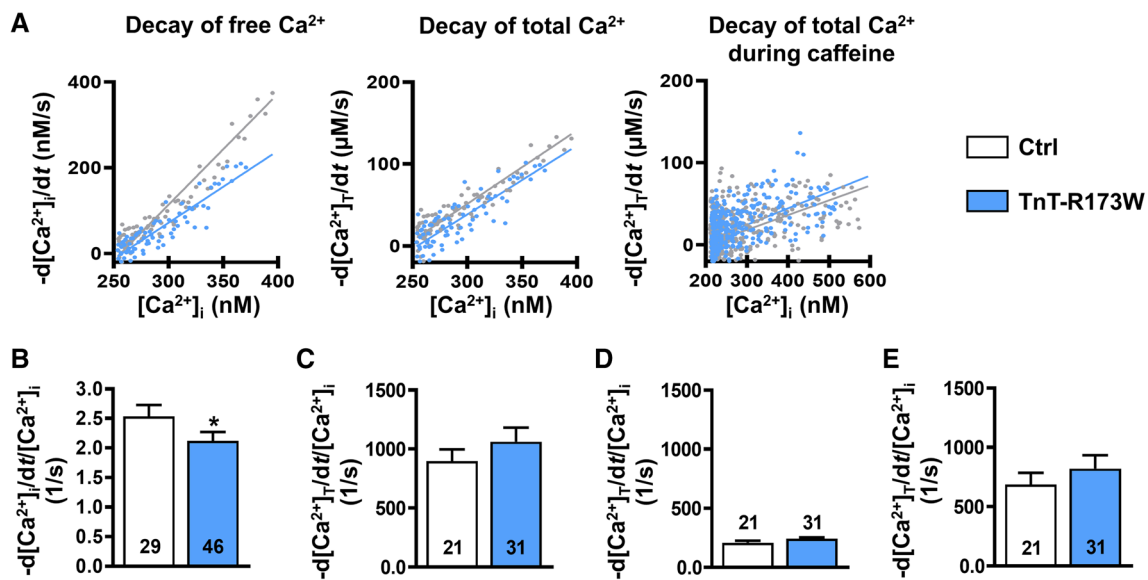 A
Decay of free Ca²⁺
Decay of total Ca²⁺
Decay of total Ca²⁺
during caffeine
-d[Ca²⁺]ᵢ/dt (nM/s)
400
200
0
250 300 350 400
[Ca²⁺]ᵢ (nM)
-d[Ca²⁺]T/dt (µM/s)
200
100
0
250 300 350 400
[Ca²⁺]ᵢ (nM)
-d[Ca²⁺]T/dt (µM/s)
200
100
0
200 300 400 500 600
[Ca²⁺]ᵢ (nM)
Ctrl
TnT-R173W
B
-d[Ca²⁺]ᵢ/dt/[Ca²⁺]ᵢ
(1/s)
3.0
2.5
2.0
1.5
1.0
0.5
0.0
*
29 46
C
-d[Ca²⁺]T/dt/[Ca²⁺]ᵢ
(1/s)
1500
1000
500
0
21 31
D
-d[Ca²⁺]T/dt/[Ca²⁺]ᵢ
(1/s)
1500
1000
500
0
21 31
E
-d[Ca²⁺]T/dt/[Ca²⁺]ᵢ
(1/s)
1500
1000
500
0
21 31